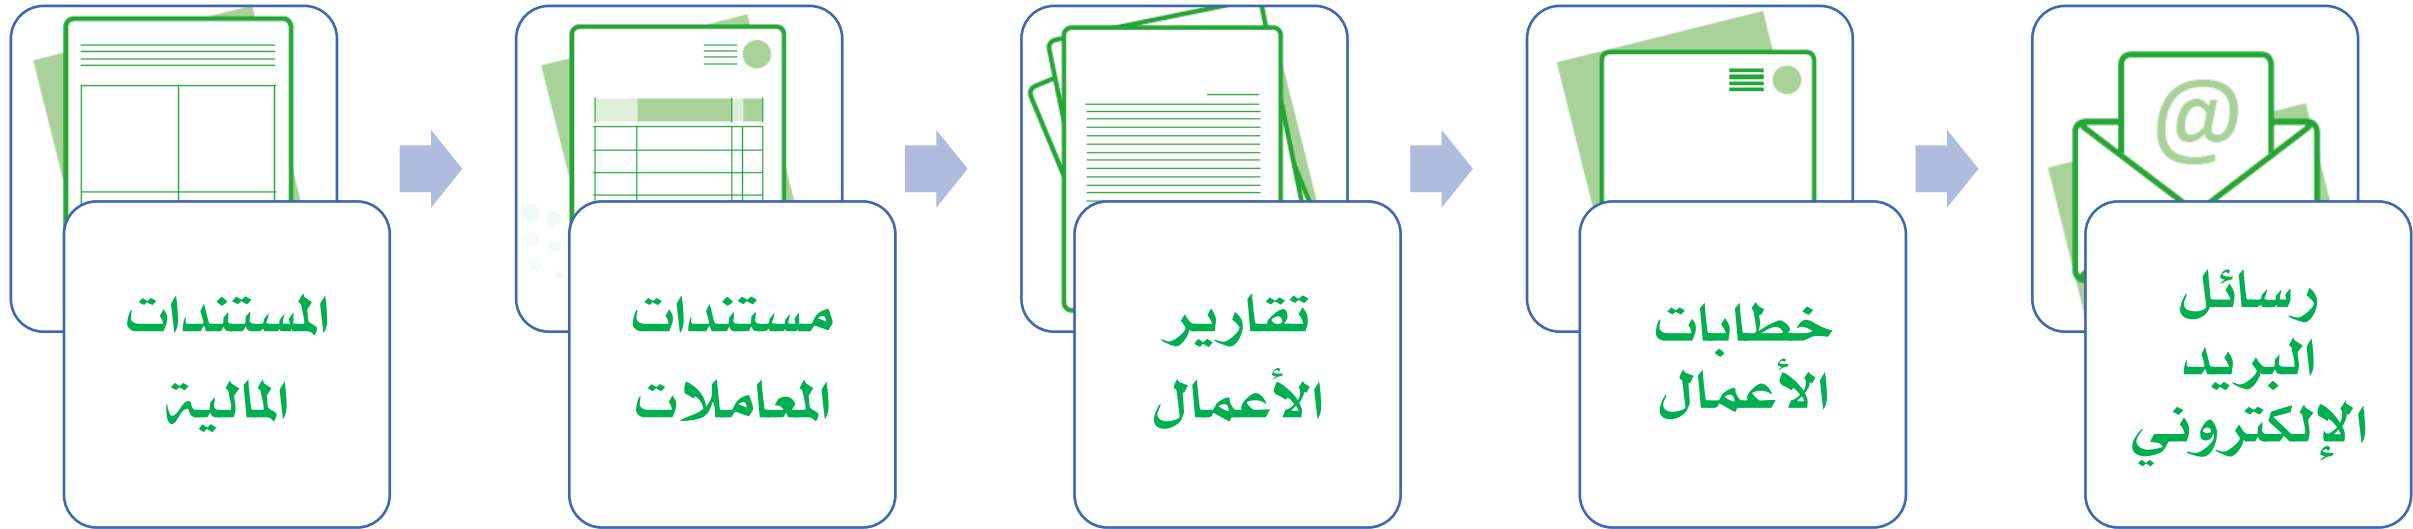 رسائل
البريد
الإلكتروني
خطابات
الأعمال
تقارير
الأعمال
مستندات
المعاملات
المستندات
المالية
@